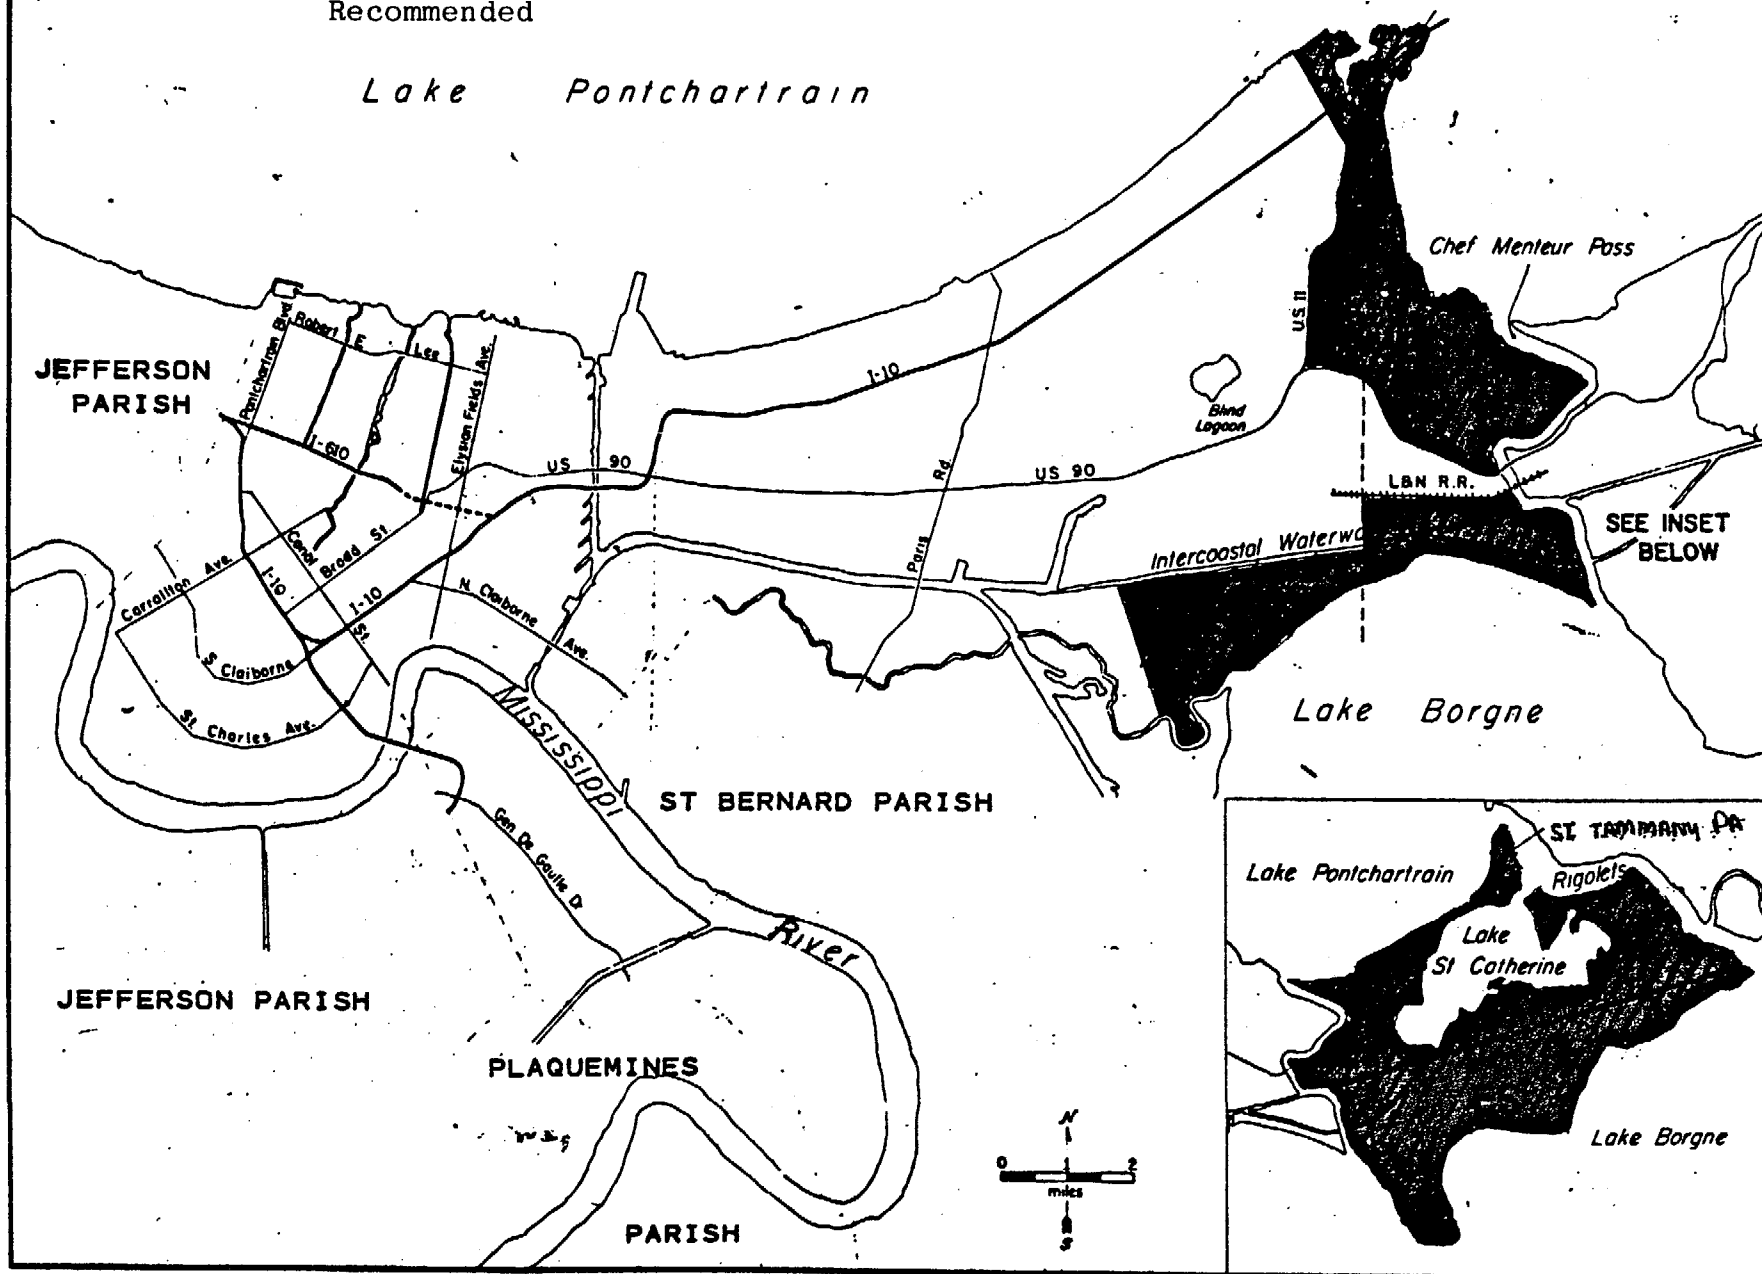 Recommended
Lake Pontchartrain
Chef Menteur Pass
US 11
JEFFERSON
PARISH
Pontchartrain Blvd
Robert E Lee
Elysian Fields Ave.
I-10
Blind
Lagoon
I-610
US 90
US 90
Rd.
Paris
L&N R.R.
SEE INSET
BELOW
Intercoastal Waterwa
Carrollton Ave.
Canal
St.
Broad St.
I-10
I-10
N. Claiborne
Ave.
S. Claiborne
St. Charles Ave.
Mississippi
River
Lake Borgne
ST BERNARD PARISH
Gen De Gaulle Dr
JEFFERSON PARISH
PLAQUEMINES
PARISH
N
0 1 2
miles
S
ST. TAMMANY PA
Lake Pontchartrain
Rigolets
Lake
St Catherine
Lake Borgne